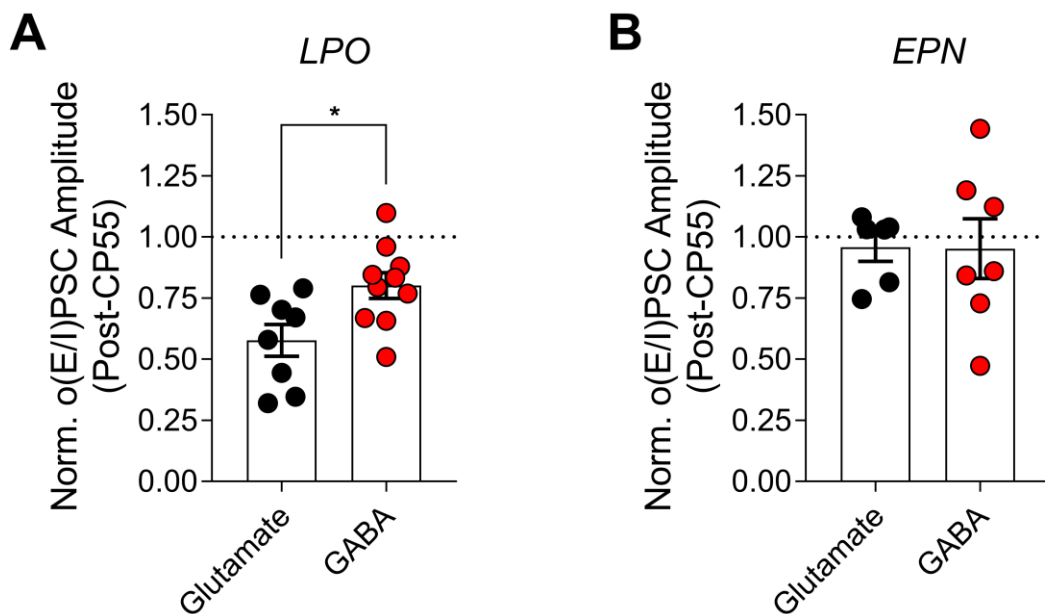 A
LPO
Norm. o(E/I)PSC Amplitude
(Post-CP55)
1.50
1.25
1.00
0.75
0.50
0.25
0.00
*
Glutamate
GABA
B
EPN
Norm. o(E/I)PSC Amplitude
(Post-CP55)
1.50
1.25
1.00
0.75
0.50
0.25
0.00
Glutamate
GABA